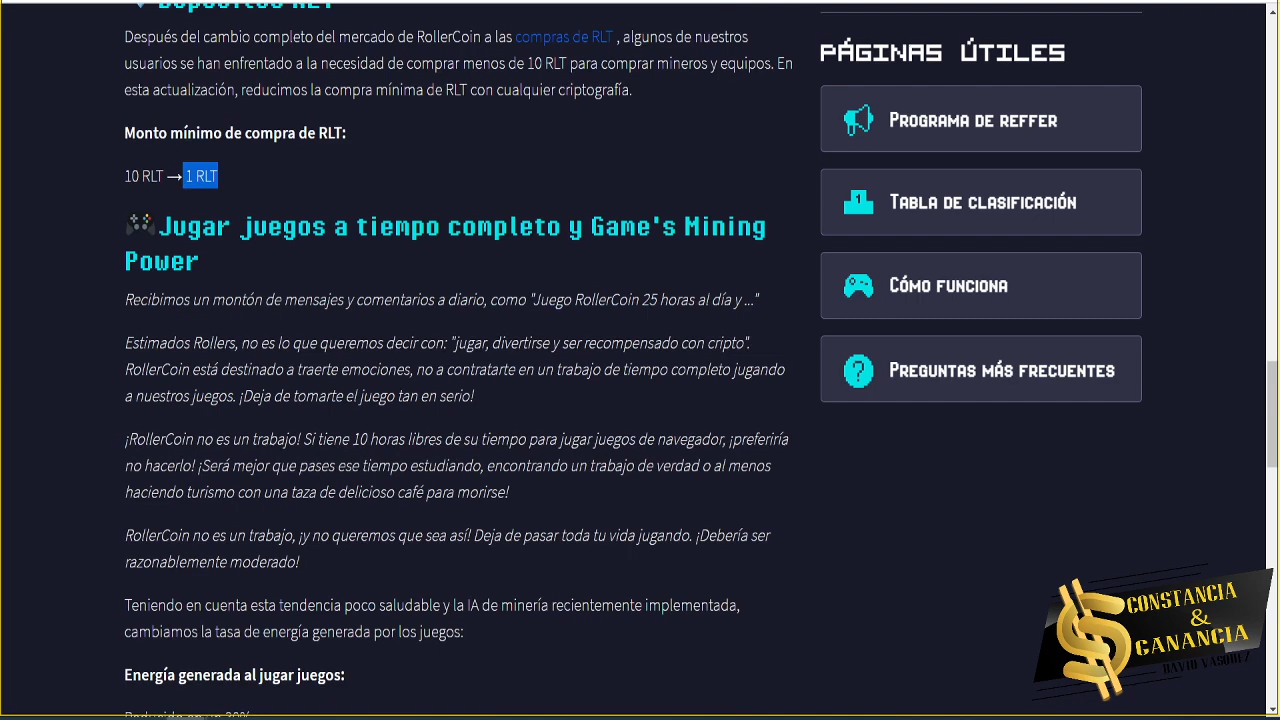 Depósitos RLT
Después del cambio completo del mercado de RollerCoin a las compras de RLT , algunos de nuestros
usuarios se han enfrentado a la necesidad de comprar menos de 10 RLT para comprar mineros y equipos. En
esta actualización, reducimos la compra mínima de RLT con cualquier criptografía.
Monto mínimo de compra de RLT:
10 RLT → 1 RLT
Jugar juegos a tiempo completo y Game's Mining
Power
Recibimos un montón de mensajes y comentarios a diario, como "Juego RollerCoin 25 horas al día y ..."
Estimados Rollers, no es lo que queremos decir con: "jugar, divertirse y ser recompensado con cripto".
RollerCoin está destinado a traerte emociones, no a contratarte en un trabajo de tiempo completo jugando
a nuestros juegos. ¡Deja de tomarte el juego tan en serio!
¡RollerCoin no es un trabajo! Si tiene 10 horas libres de su tiempo para jugar juegos de navegador, ¡preferiría
no hacerlo! ¡Será mejor que pases ese tiempo estudiando, encontrando un trabajo de verdad o al menos
haciendo turismo con una taza de delicioso café para morirse!
RollerCoin no es un trabajo, ¡y no queremos que sea así! Deja de pasar toda tu vida jugando. ¡Debería ser
razonablemente moderado!
Teniendo en cuenta esta tendencia poco saludable y la IA de minería recientemente implementada,
cambiamos la tasa de energía generada por los juegos:
Energía generada al jugar juegos:
PÁGINAS ÚTILES
PROGRAMA DE REFFER
TABLA DE CLASIFICACIÓN
CÓMO FUNCIONA
PREGUNTAS MÁS FRECUENTES
CONSTANCIA
&
GANANCIA
DAVID VASQUEZ